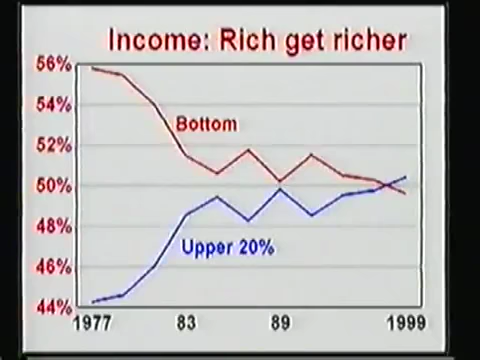 Income: Rich get richer
56%
54%
52%
50%
48%
46%
44%
Bottom
Upper 20%
1977 83 89 1999